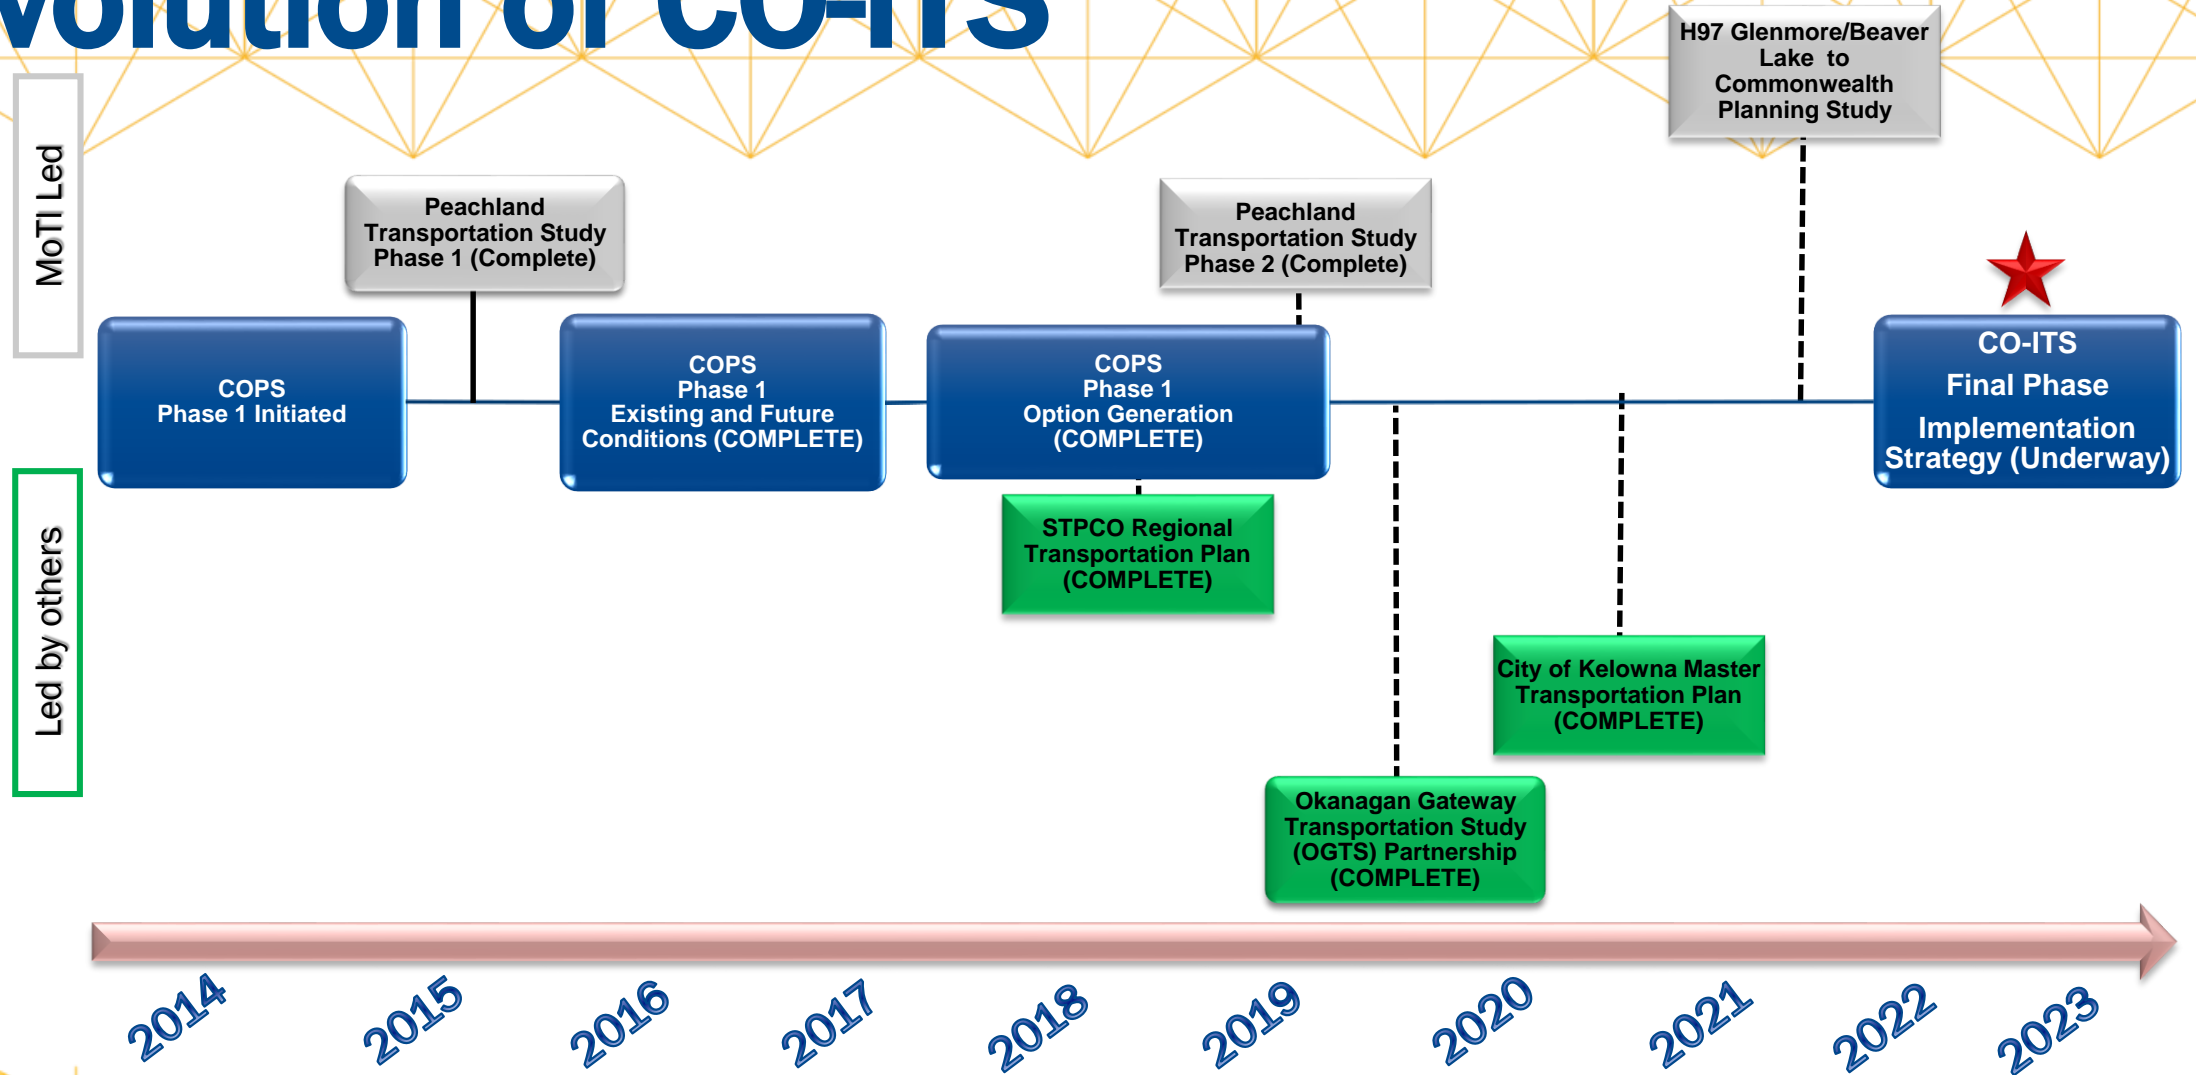 volution of CO-ITS
H97 Glenmore/Beaver
Lake to
Commonwealth
Planning Study
MoTI Led
Peachland
Transportation Study
Phase 1 (Complete)
Peachland
Transportation Study
Phase 2 (Complete)
COPS
Phase 1 Initiated
COPS
Phase 1
Existing and Future
Conditions (COMPLETE)
COPS
Phase 1
Option Generation
(COMPLETE)
CO-ITS
Final Phase
Implementation
Strategy (Underway)
Led by others
STPCO Regional
Transportation Plan
(COMPLETE)
City of Kelowna Master
Transportation Plan
(COMPLETE)
Okanagan Gateway
Transportation Study
(OGTS) Partnership
(COMPLETE)
2014
2015
2016
2017
2018
2019
2020
2021
2022
2023